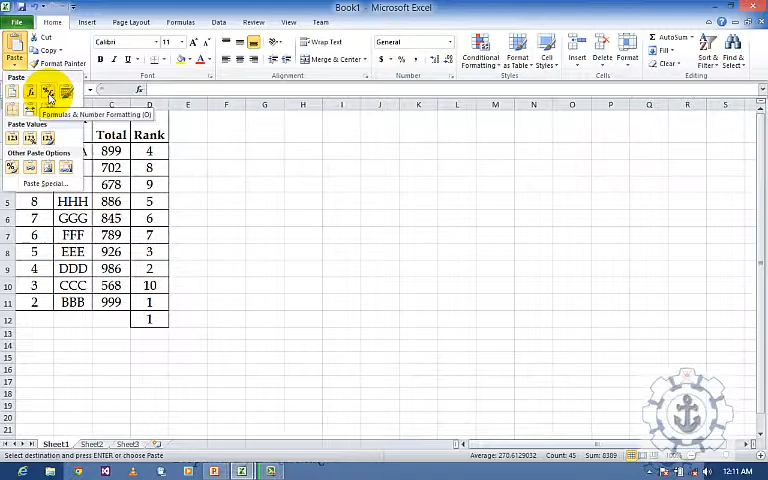 Book1 - Microsoft Excel
File Home Insert Page Layout Formulas Data Review View Team
Paste Cut Copy Format Painter
Calibri 11 Wrap Text General
B I U Merge & Center
Conditional Formatting Format as Table Cell Styles Insert Delete Format
AutoSum Fill Clear
Sort & Filter Find & Select
Font Alignment Number Styles Cells Editing
Paste
fx
Formulas & Number Formatting (O)
Paste Values
123 123 123
Other Paste Options
Paste Special...
C D E F G H I J K L M N O P Q R S
Total Rank
A 899 4
702 8
678 9
5 8 HHH 886 5
6 7 GGG 845 6
7 6 FFF 789 7
8 5 EEE 926 3
9 4 DDD 986 2
10 3 CCC 568 10
11 2 BBB 999 1
12 1
13
14
15
16
17
18
19
20
21
Sheet1 Sheet2 Sheet3
Select destination and press ENTER or choose Paste Average: 270.6129032 Count: 45 Sum: 8389 100%
12:11 AM